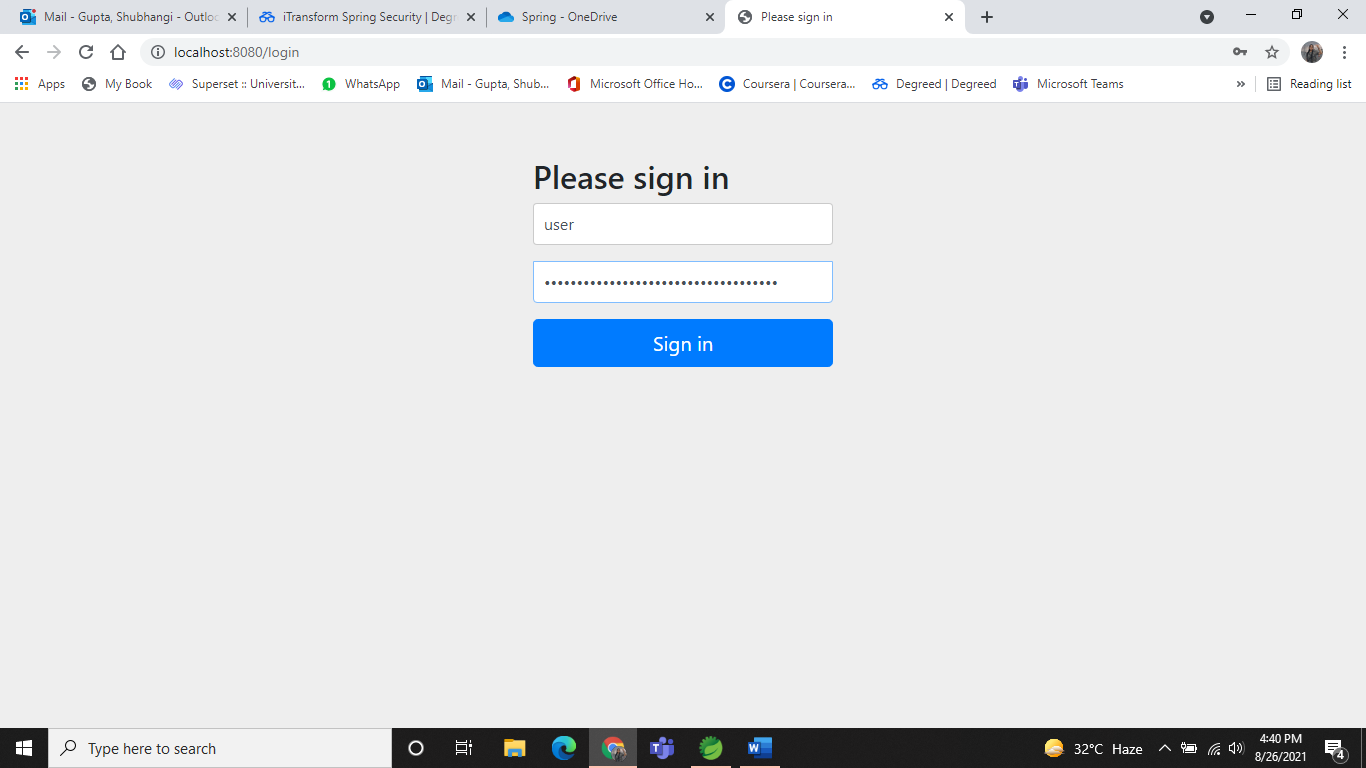 Mail - Gupta, Shubhangi - Outloo
iTransform Spring Security | Degr
Spring - OneDrive
Please sign in
localhost:8080/login
Apps
My Book
Superset :: Universit...
1
WhatsApp
Mail - Gupta, Shub...
Microsoft Office Ho...
Coursera | Coursera...
Degreed | Degreed
Microsoft Teams
»
Reading list
Please sign in
user
••••••••••••••••••••••••••••••••••••
Sign in
Type here to search
32°C Haze
4:40 PM
8/26/2021
4